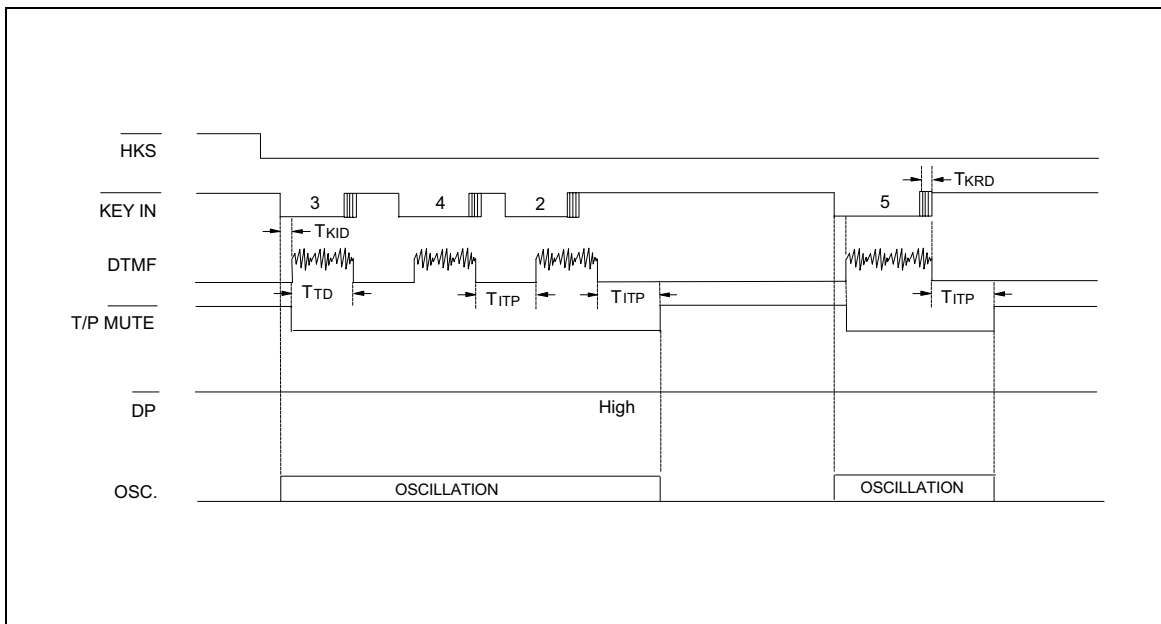 HKS
TKRD
KEY IN
3
4
2
5
TKID
DTMF
TTD
TITP
TITP
TITP
T/P MUTE
DP
High
OSC.
OSCILLATION
OSCILLATION